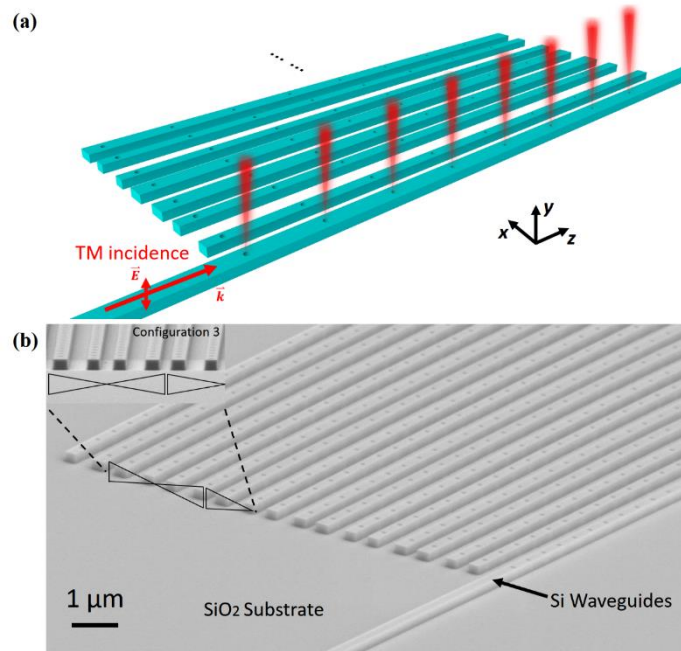 (a)
... ...
x
y
z
TM incidence
E
k
(b)
Configuration 3
1 μm
SiO2 Substrate
Si Waveguides